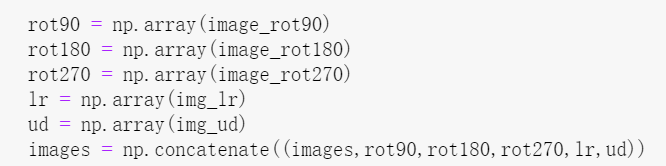 rot90 = np.array(image_rot90)
rot180 = np.array(image_rot180)
rot270 = np.array(image_rot270)
lr = np.array(img_lr)
ud = np.array(img_ud)
images = np.concatenate((images,rot90,rot180,rot270,lr,ud))